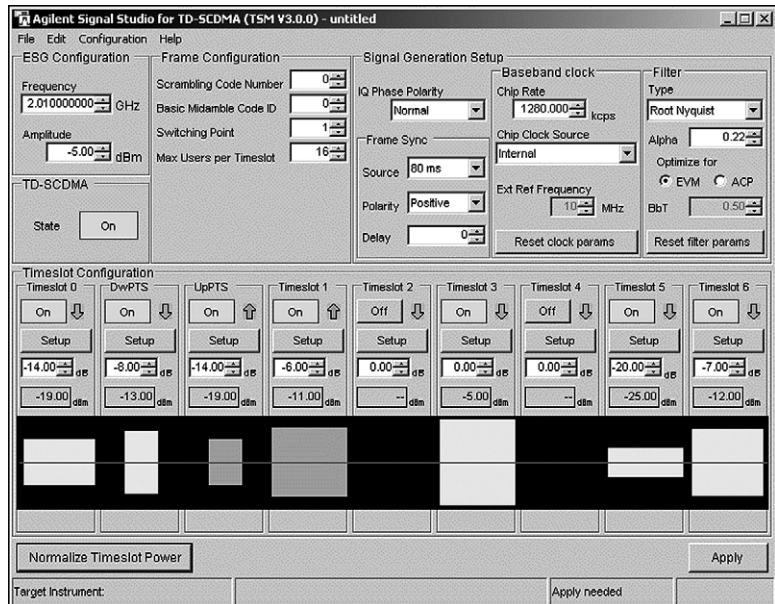 Agilent Signal Studio for TD-SCDMA (TSM V3.0.0) - untitled
File Edit Configuration Help
ESG Configuration
Frequency
2.010000000 GHz
Amplitude
-5.00 dBm
TD-SCDMA
State On
Frame Configuration
Scrambling Code Number 0
Basic Midamble Code ID 0
Switching Point 1
Max Users per Timeslot 16
Signal Generation Setup
IQ Phase Polarity
Normal
Frame Sync
Source 80 ms
Polarity Positive
Delay 0
Baseband clock
Chip Rate
1280.000 kcps
Chip Clock Source
Internal
Ext Ref Frequency
10 MHz
Reset clock params
Filter
Type
Root Nyquist
Alpha 0.22
Optimize for
EVM ACP
BbT 0.50
Reset filter params
Timeslot Configuration
Timeslot 0 DwPTS UpPTS Timeslot 1 Timeslot 2 Timeslot 3 Timeslot 4 Timeslot 5 Timeslot 6
On On On On Off On Off On On
Setup Setup Setup Setup Setup Setup Setup Setup Setup
-14.00 dB -8.00 dB -14.00 dB -6.00 dB 0.00 dB 0.00 dB 0.00 dB -20.00 dB -7.00 dB
-19.00 dBm -13.00 dBm -19.00 dBm -11.00 dBm -- dBm -5.00 dBm -- dBm -25.00 dBm -12.00 dBm
Normalize Timeslot Power Apply
Target Instrument: Apply needed